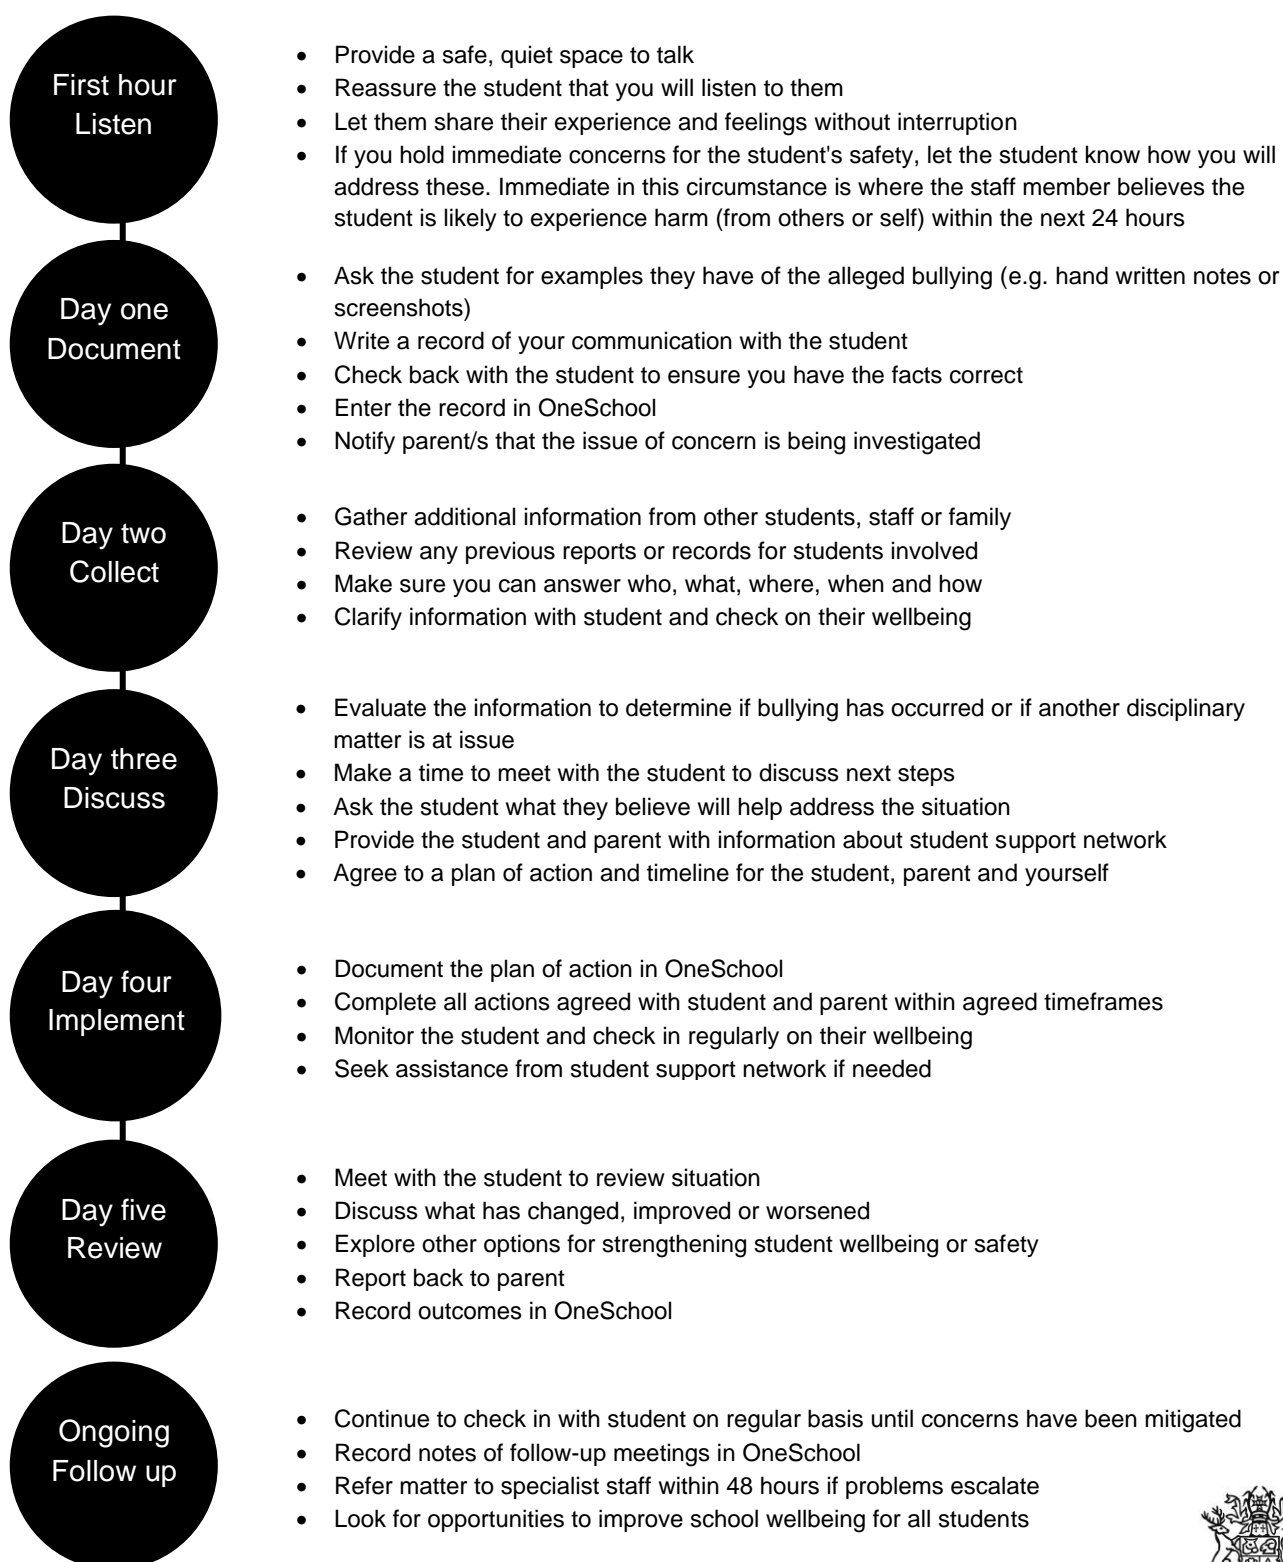 First hour
Listen
• Provide a safe, quiet space to talk
• Reassure the student that you will listen to them
• Let them share their experience and feelings without interruption
• If you hold immediate concerns for the student's safety, let the student know how you will
address these. Immediate in this circumstance is where the staff member believes the
student is likely to experience harm (from others or self) within the next 24 hours
Day one
Document
• Ask the student for examples they have of the alleged bullying (e.g. hand written notes or
screenshots)
• Write a record of your communication with the student
• Check back with the student to ensure you have the facts correct
• Enter the record in OneSchool
• Notify parent/s that the issue of concern is being investigated
Day two
Collect
• Gather additional information from other students, staff or family
• Review any previous reports or records for students involved
• Make sure you can answer who, what, where, when and how
• Clarify information with student and check on their wellbeing
Day three
Discuss
• Evaluate the information to determine if bullying has occurred or if another disciplinary
matter is at issue
• Make a time to meet with the student to discuss next steps
• Ask the student what they believe will help address the situation
• Provide the student and parent with information about student support network
• Agree to a plan of action and timeline for the student, parent and yourself
Day four
Implement
• Document the plan of action in OneSchool
• Complete all actions agreed with student and parent within agreed timeframes
• Monitor the student and check in regularly on their wellbeing
• Seek assistance from student support network if needed
Day five
Review
• Meet with the student to review situation
• Discuss what has changed, improved or worsened
• Explore other options for strengthening student wellbeing or safety
• Report back to parent
• Record outcomes in OneSchool
Ongoing
Follow up
• Continue to check in with student on regular basis until concerns have been mitigated
• Record notes of follow-up meetings in OneSchool
• Refer matter to specialist staff within 48 hours if problems escalate
• Look for opportunities to improve school wellbeing for all students